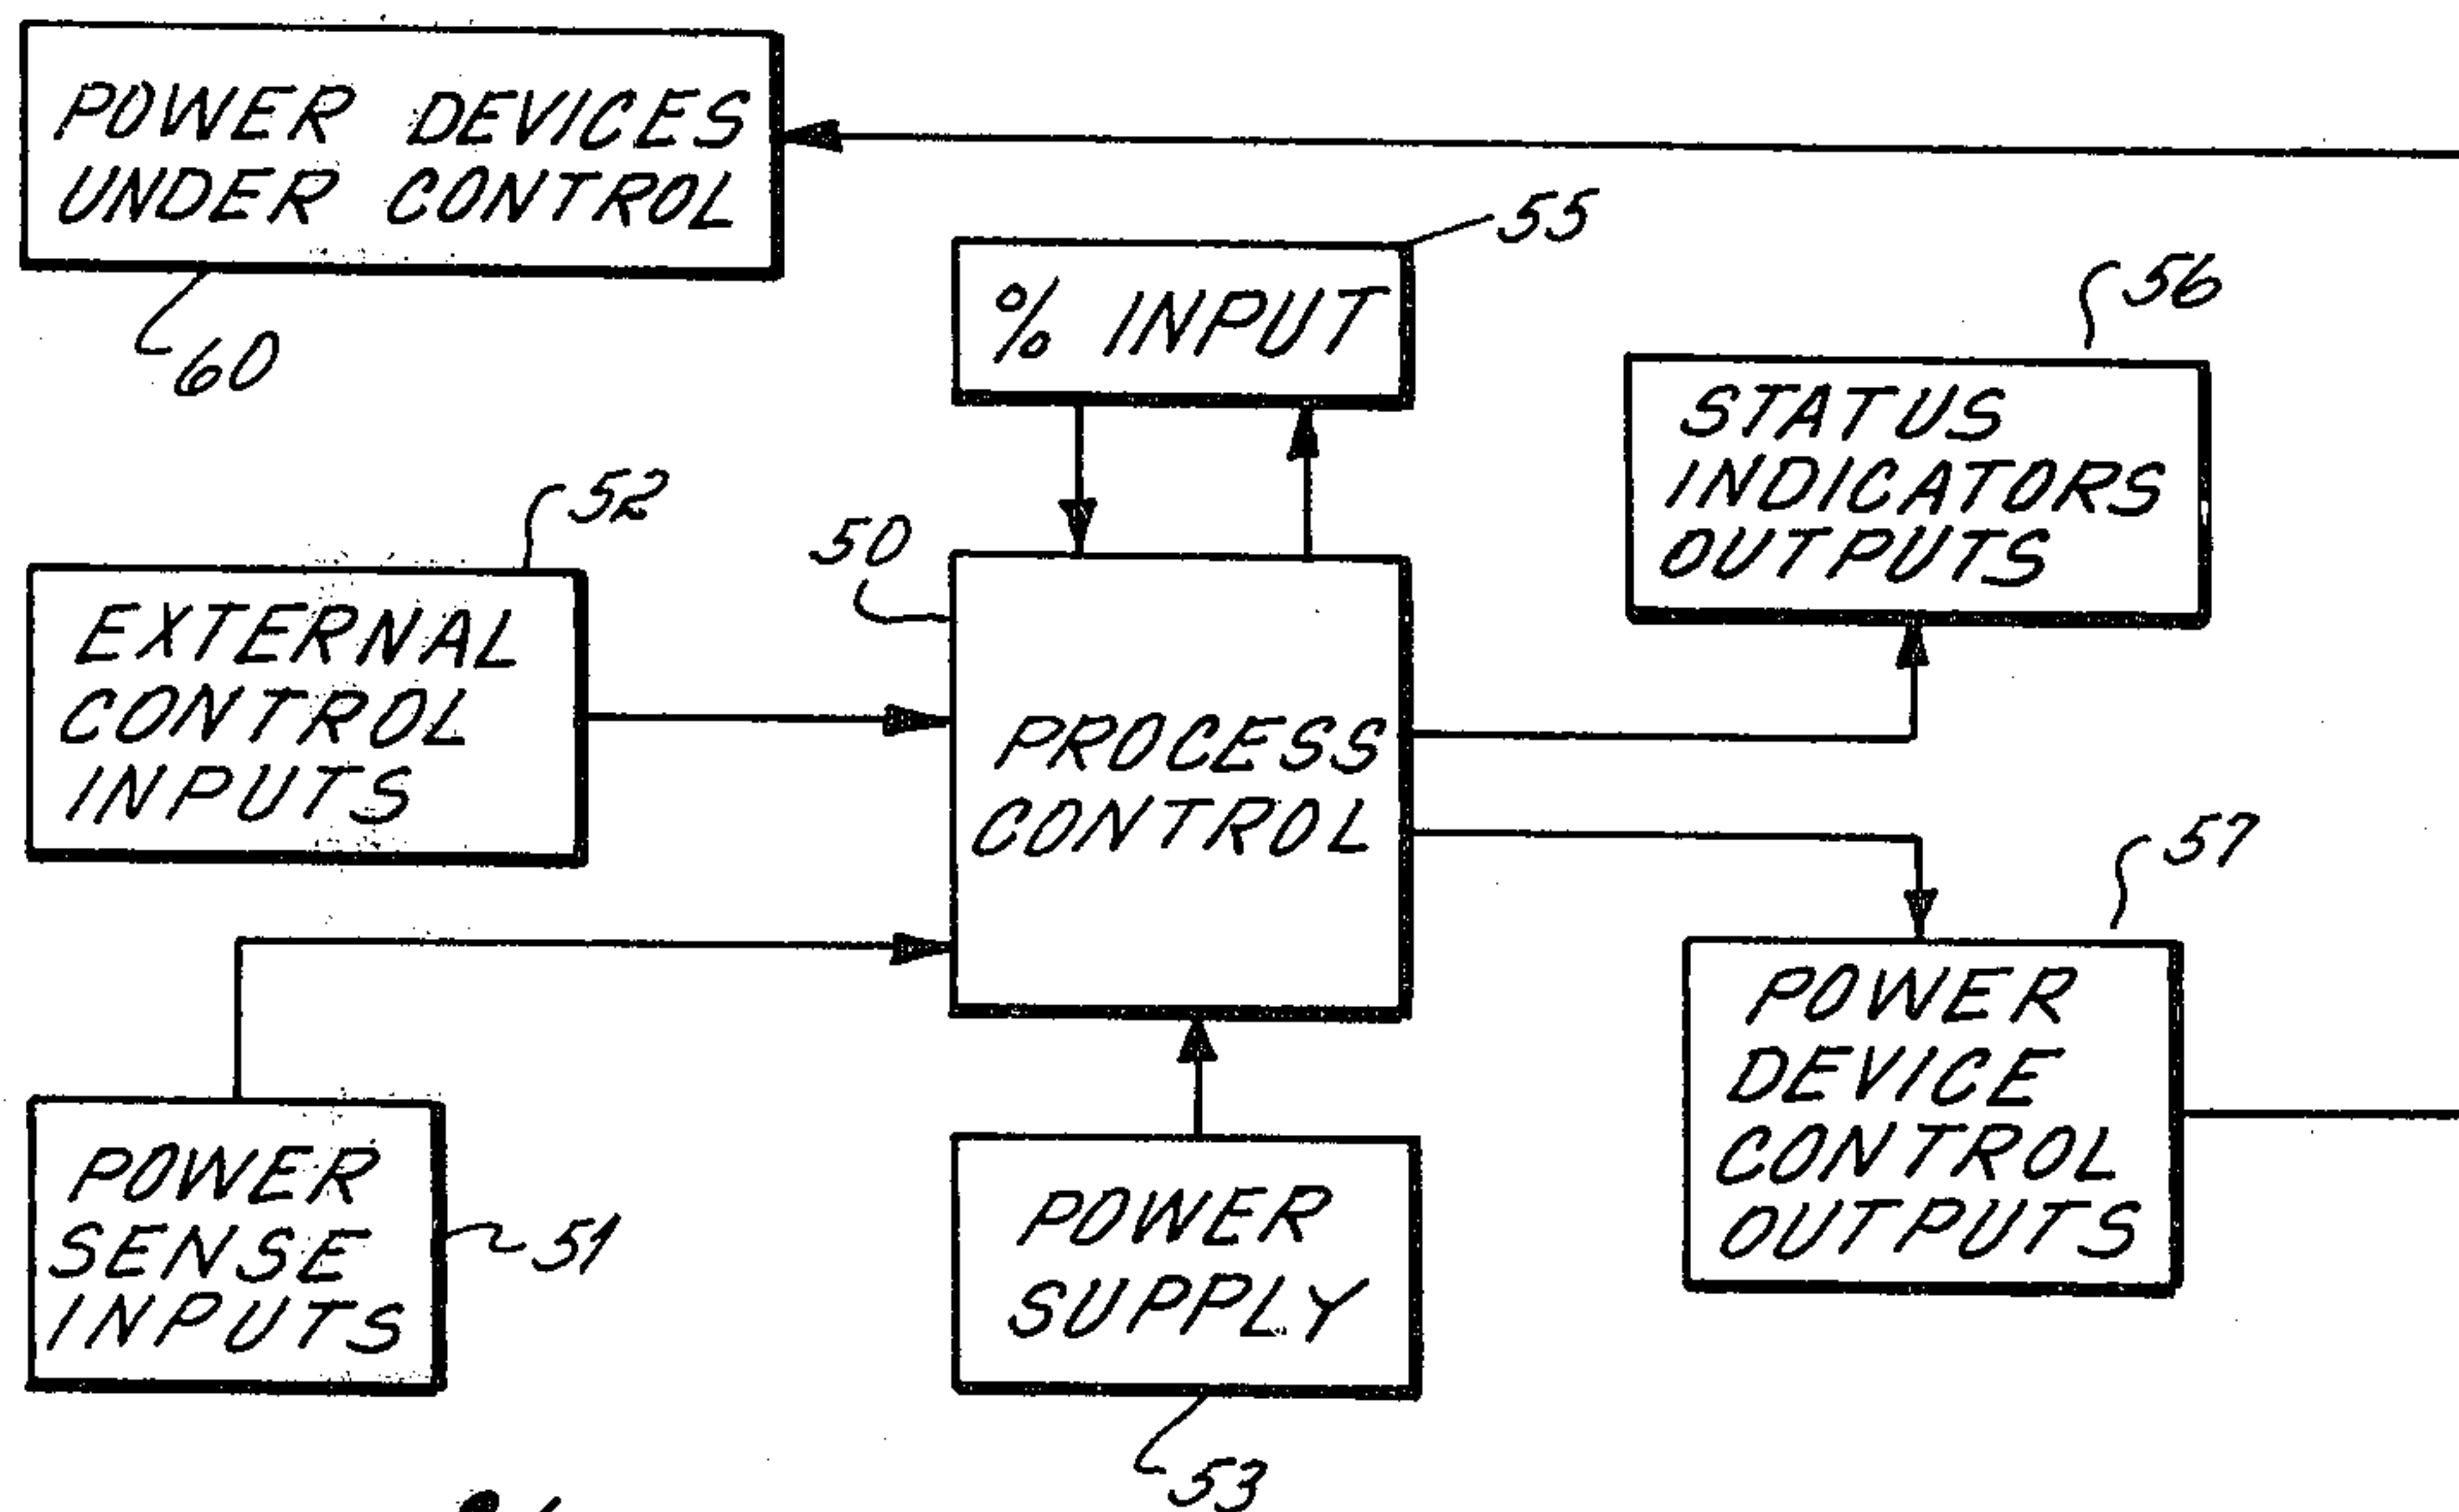 POWER DEVICES
UNDER CONTROL
60
% INPUT
55
STATUS
INDICATORS
OUTPUTS
56
EXTERNAL
CONTROL
INPUTS
52
50
PROCESS
CONTROL
57
POWER
DEVICE
CONTROL
OUTPUTS
POWER
SENSE
INPUTS
51
POWER
SUPPLY
53